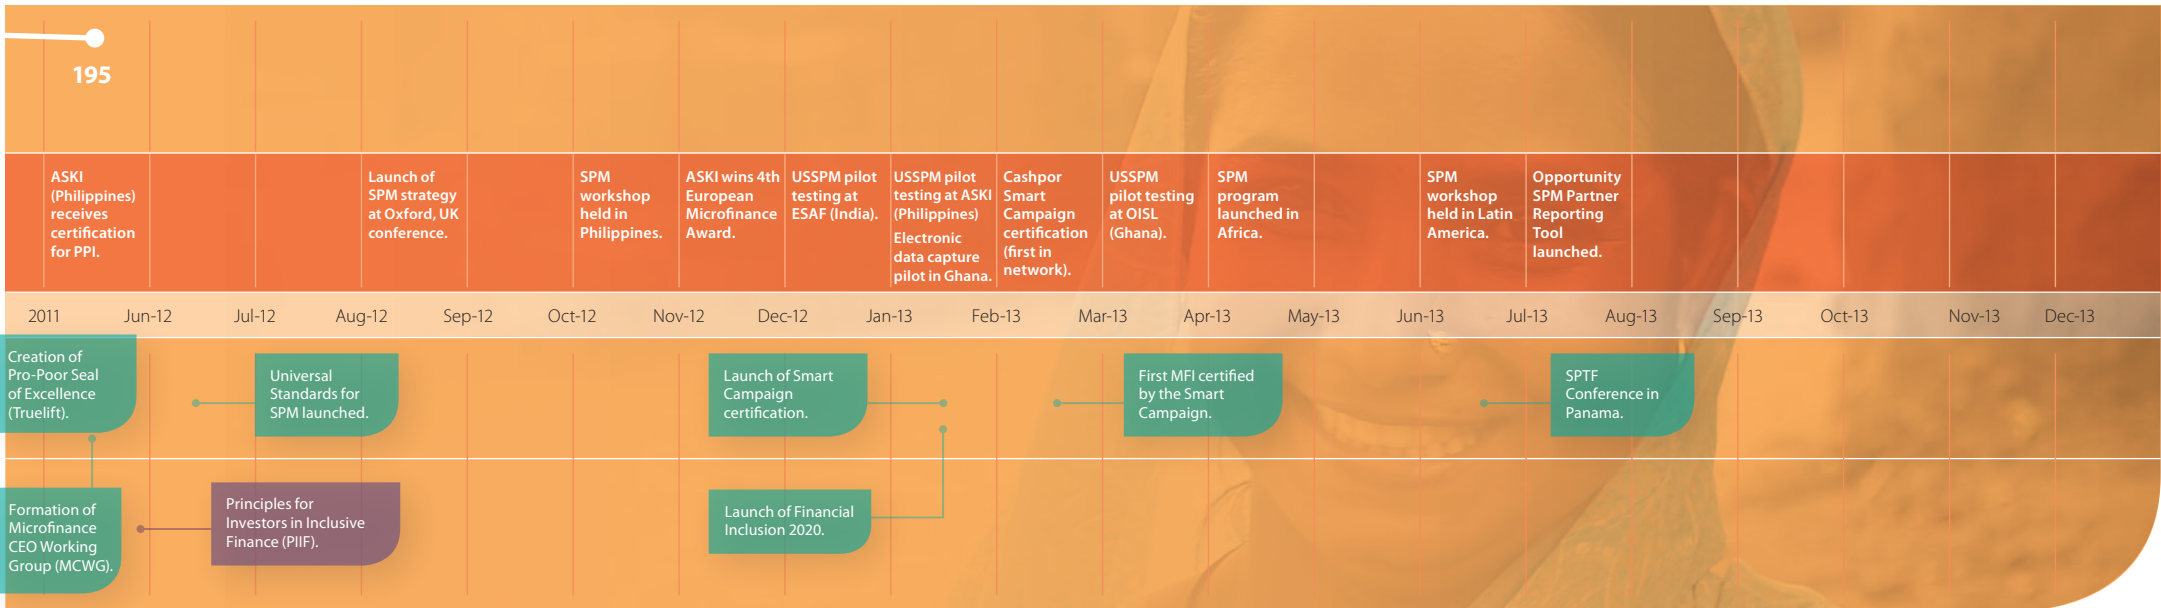 195
ASKI
(Philippines)
receives
certification
for PPI.
Launch of
SPM strategy
at Oxford, UK
conference.
SPM
workshop
held in
Philippines.
ASKI wins 4th
European
Microfinance
Award.
USSPM pilot
testing at
ESAF (India).
USSPM pilot
testing at ASKI
(Philippines)
Electronic
data capture
pilot in Ghana.
Cashpor
Smart
Campaign
certification
(first in
network).
USSPM
pilot testing
at OISL
(Ghana).
SPM
program
launched in
Africa.
SPM
workshop
held in Latin
America.
Opportunity
SPM Partner
Reporting
Tool
launched.
2011 Jun-12 Jul-12 Aug-12 Sep-12 Oct-12 Nov-12 Dec-12 Jan-13 Feb-13 Mar-13 Apr-13 May-13 Jun-13 Jul-13 Aug-13 Sep-13 Oct-13 Nov-13 Dec-13
Creation of
Pro-Poor Seal
of Excellence
(Truelift).
Universal
Standards for
SPM launched.
Launch of Smart
Campaign
certification.
First MFI certified
by the Smart
Campaign.
SPTF
Conference in
Panama.
Formation of
Microfinance
CEO Working
Group (MCWG).
Principles for
Investors in Inclusive
Finance (PIIF).
Launch of Financial
Inclusion 2020.